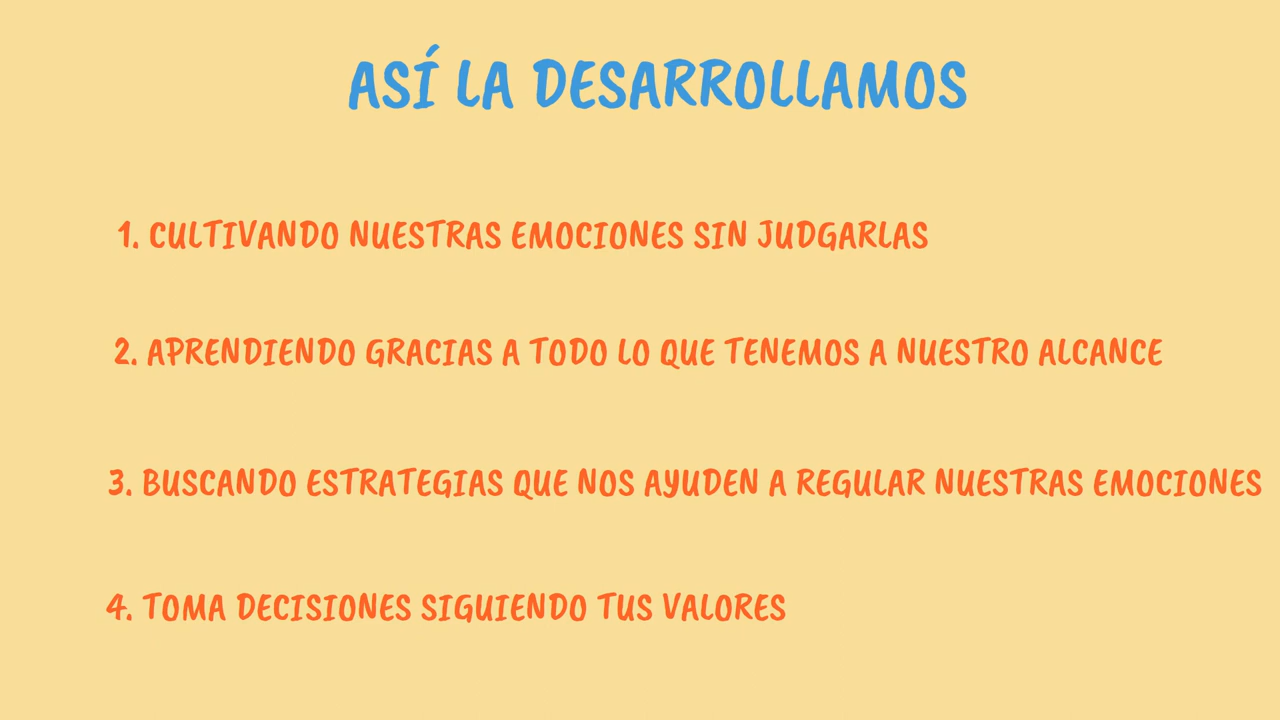 ASÍ LA DESARROLLAMOS
1. CULTIVANDO NUESTRAS EMOCIONES SIN JUDGARLAS
2. APRENDIENDO GRACIAS A TODO LO QUE TENEMOS A NUESTRO ALCANCE
3. BUSCANDO ESTRATEGIAS QUE NOS AYUDEN A REGULAR NUESTRAS EMOCIONES
4. TOMA DECISIONES SIGUIENDO TUS VALORES